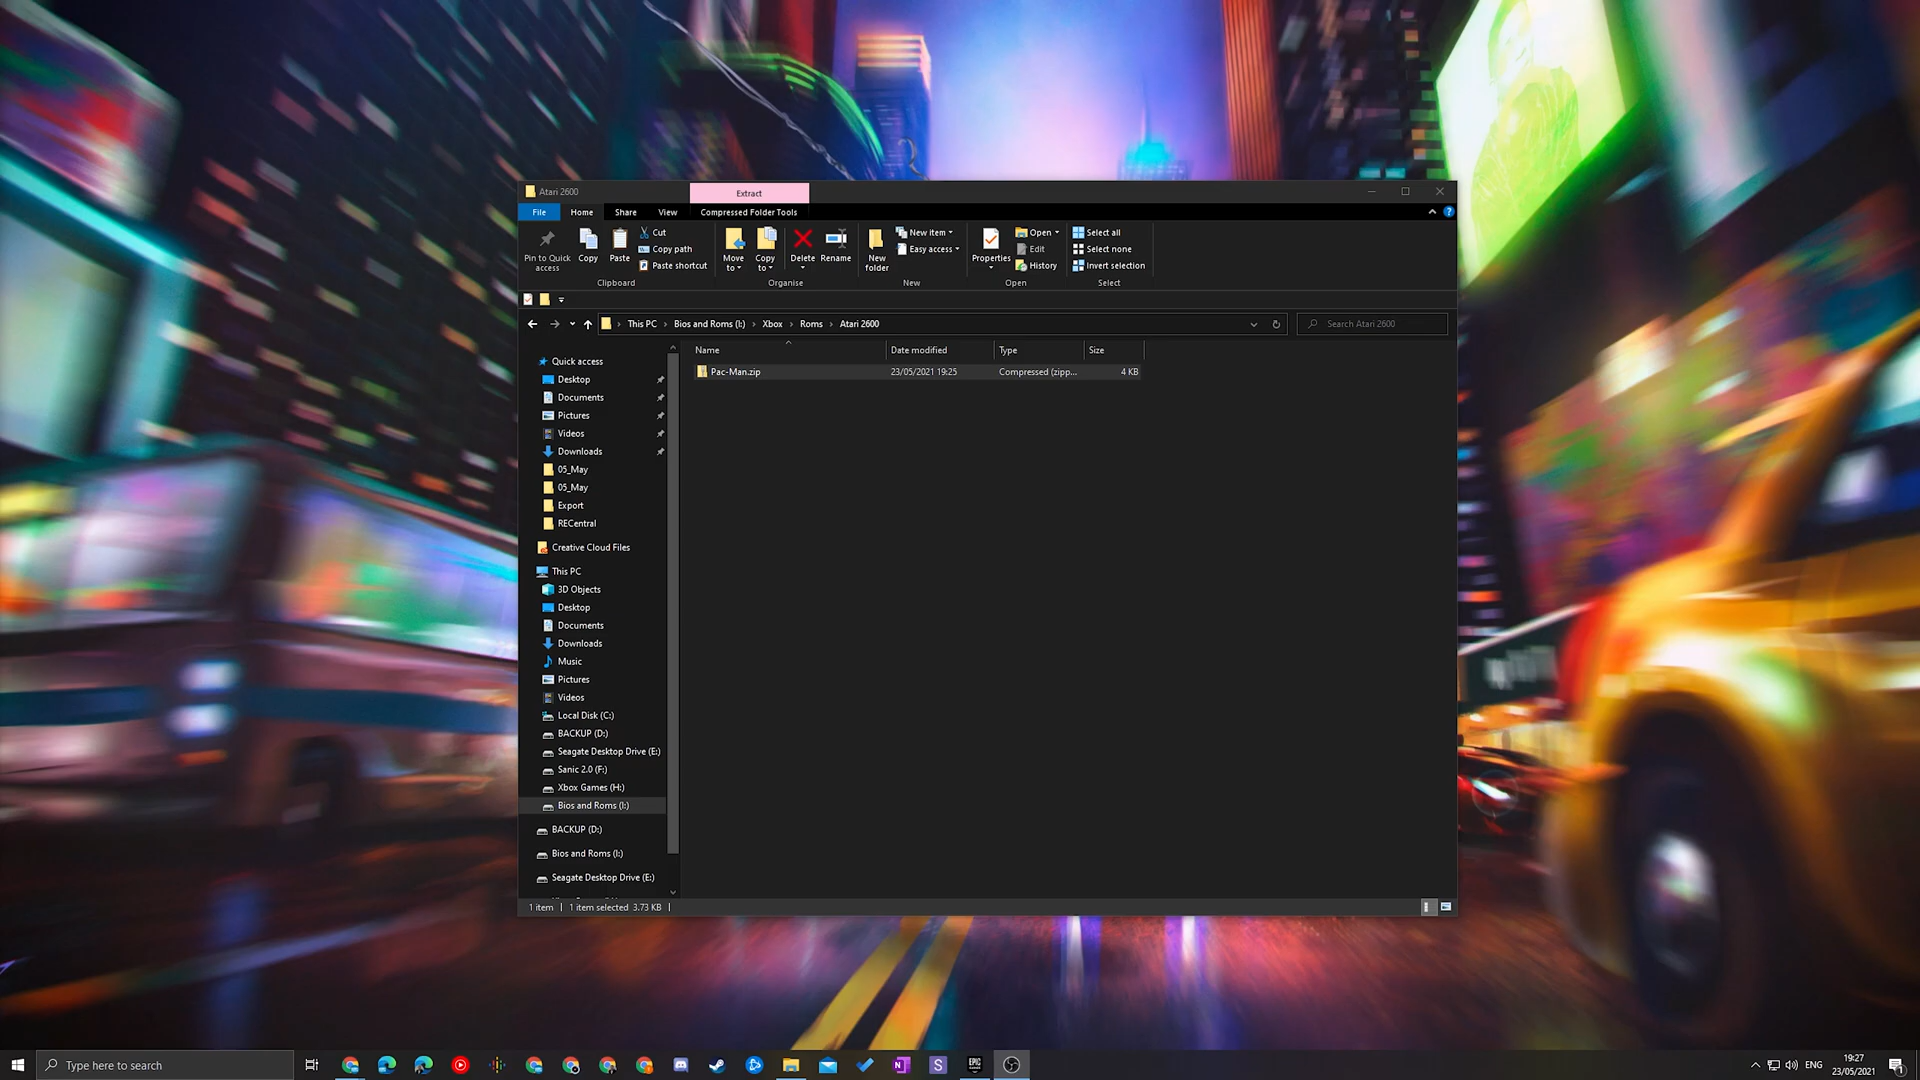 Atari 2600
Extract
File Home Share View Compressed Folder Tools
Pin to Quick access
Copy
Paste
Cut
Copy path
Paste shortcut
Clipboard
Move to
Copy to
Delete
Rename
Organise
New folder
New item
Easy access
New
Properties
Open
Edit
History
Open
Select all
Select none
Invert selection
Select
This PC > Bios and Roms (I:) > Xbox > Roms > Atari 2600
Search Atari 2600
Name Date modified Type Size
Pac-Man.zip 23/05/2021 19:25 Compressed (zipp... 4 KB
Quick access
Desktop
Documents
Pictures
Videos
Downloads
05_May
05_May
Export
RECentral
Creative Cloud Files
This PC
3D Objects
Desktop
Documents
Downloads
Music
Pictures
Videos
Local Disk (C:)
BACKUP (D:)
Seagate Desktop Drive (E:)
Sanic 2.0 (F:)
Xbox Games (H:)
Bios and Roms (I:)
BACKUP (D:)
Bios and Roms (I:)
Seagate Desktop Drive (E:)
1 item 1 item selected 3.73 KB
Type here to search
ENG
19:27
23/05/2021